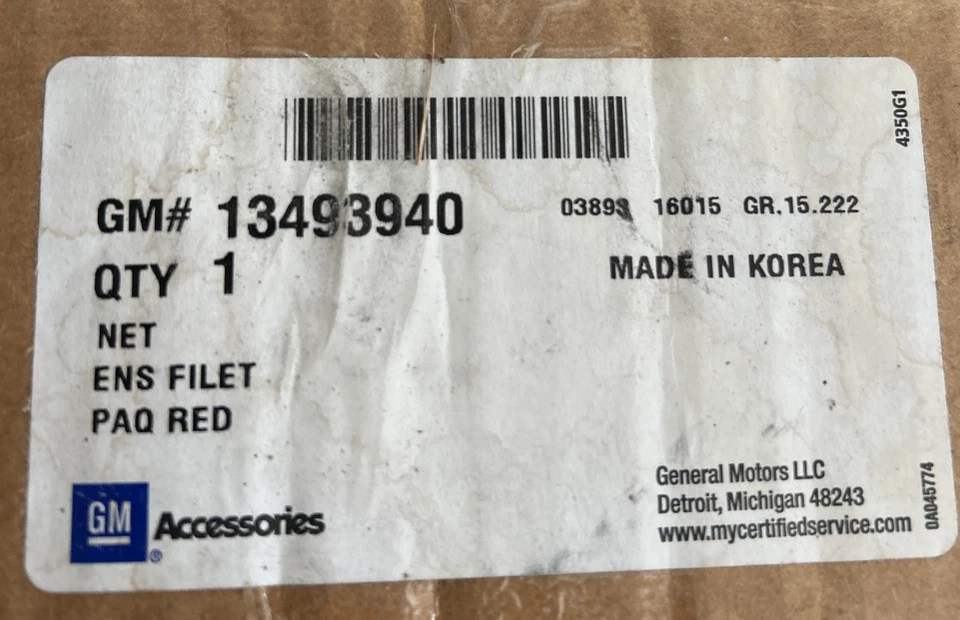 4350G1
GM# 13493940
03893 16015 GR.15.222
QTY 1
MADE IN KOREA
NET
ENS FILET
PAQ RED
GM
®
Accessories
General Motors LLC
Detroit, Michigan 48243
www.mycertifiedservice.com
0A045774